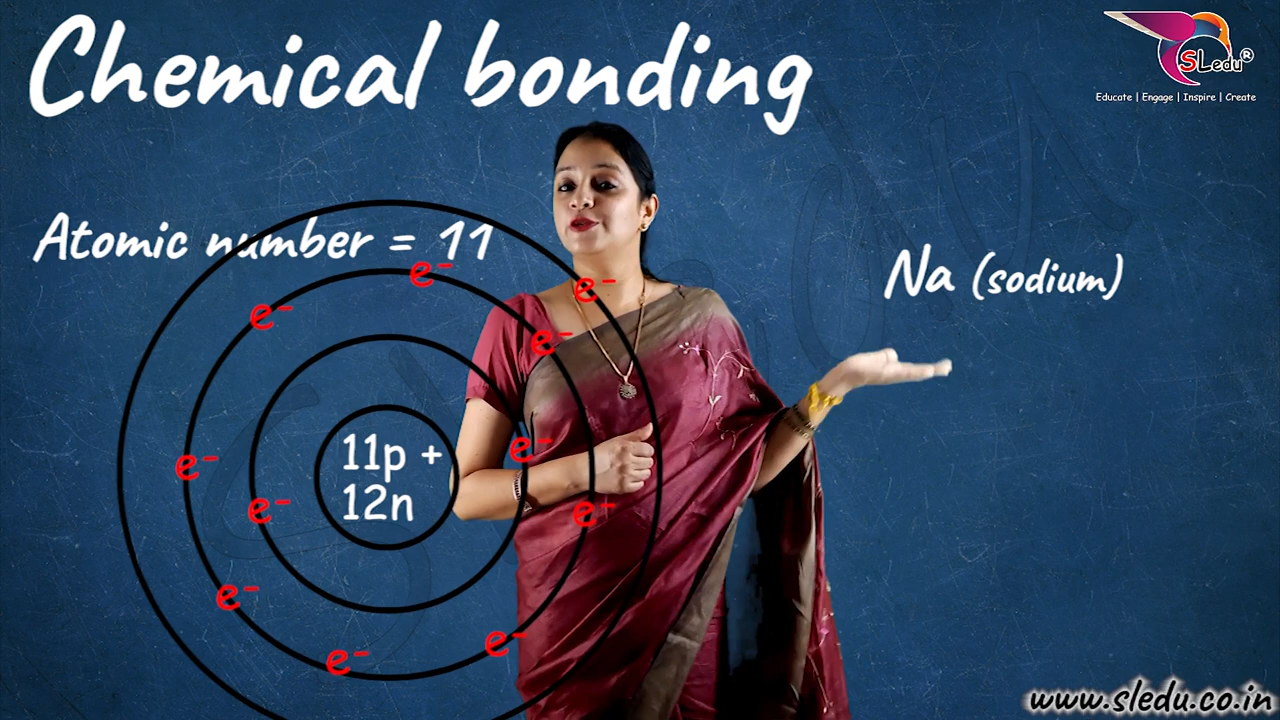 Chemical bonding
SLedu®
Educate | Engage | Inspire | Create
Atomic number = 11
Na (sodium)
e⁻
e⁻
e⁻
e⁻
e⁻
e⁻
e⁻
e⁻
e⁻
e⁻
e⁻
11p +
12n
www.sledu.co.in